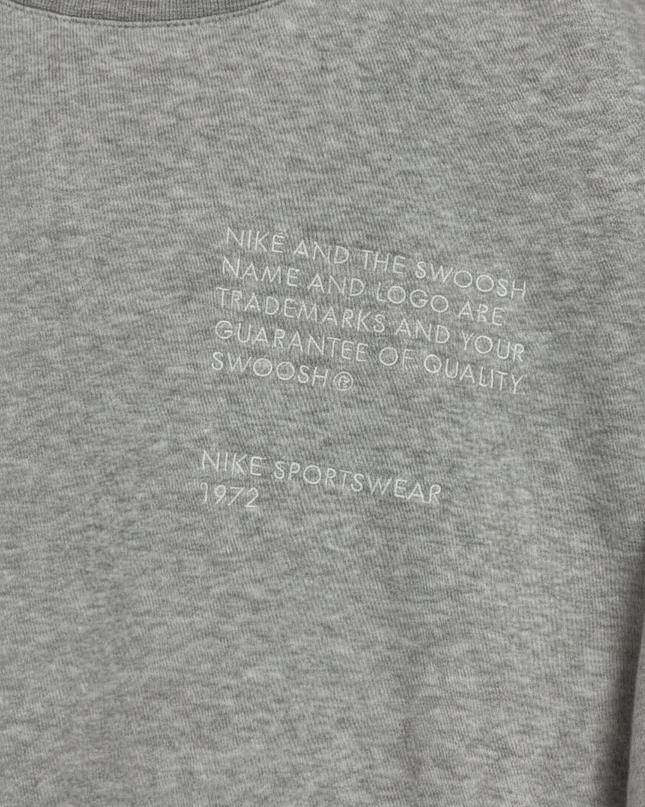 NIKE AND THE SWOOSH
NAME AND LOGO ARE
TRADEMARKS AND YOUR
GUARANTEE OF QUALITY.
SWOOSH®
NIKE SPORTSWEAR
1972